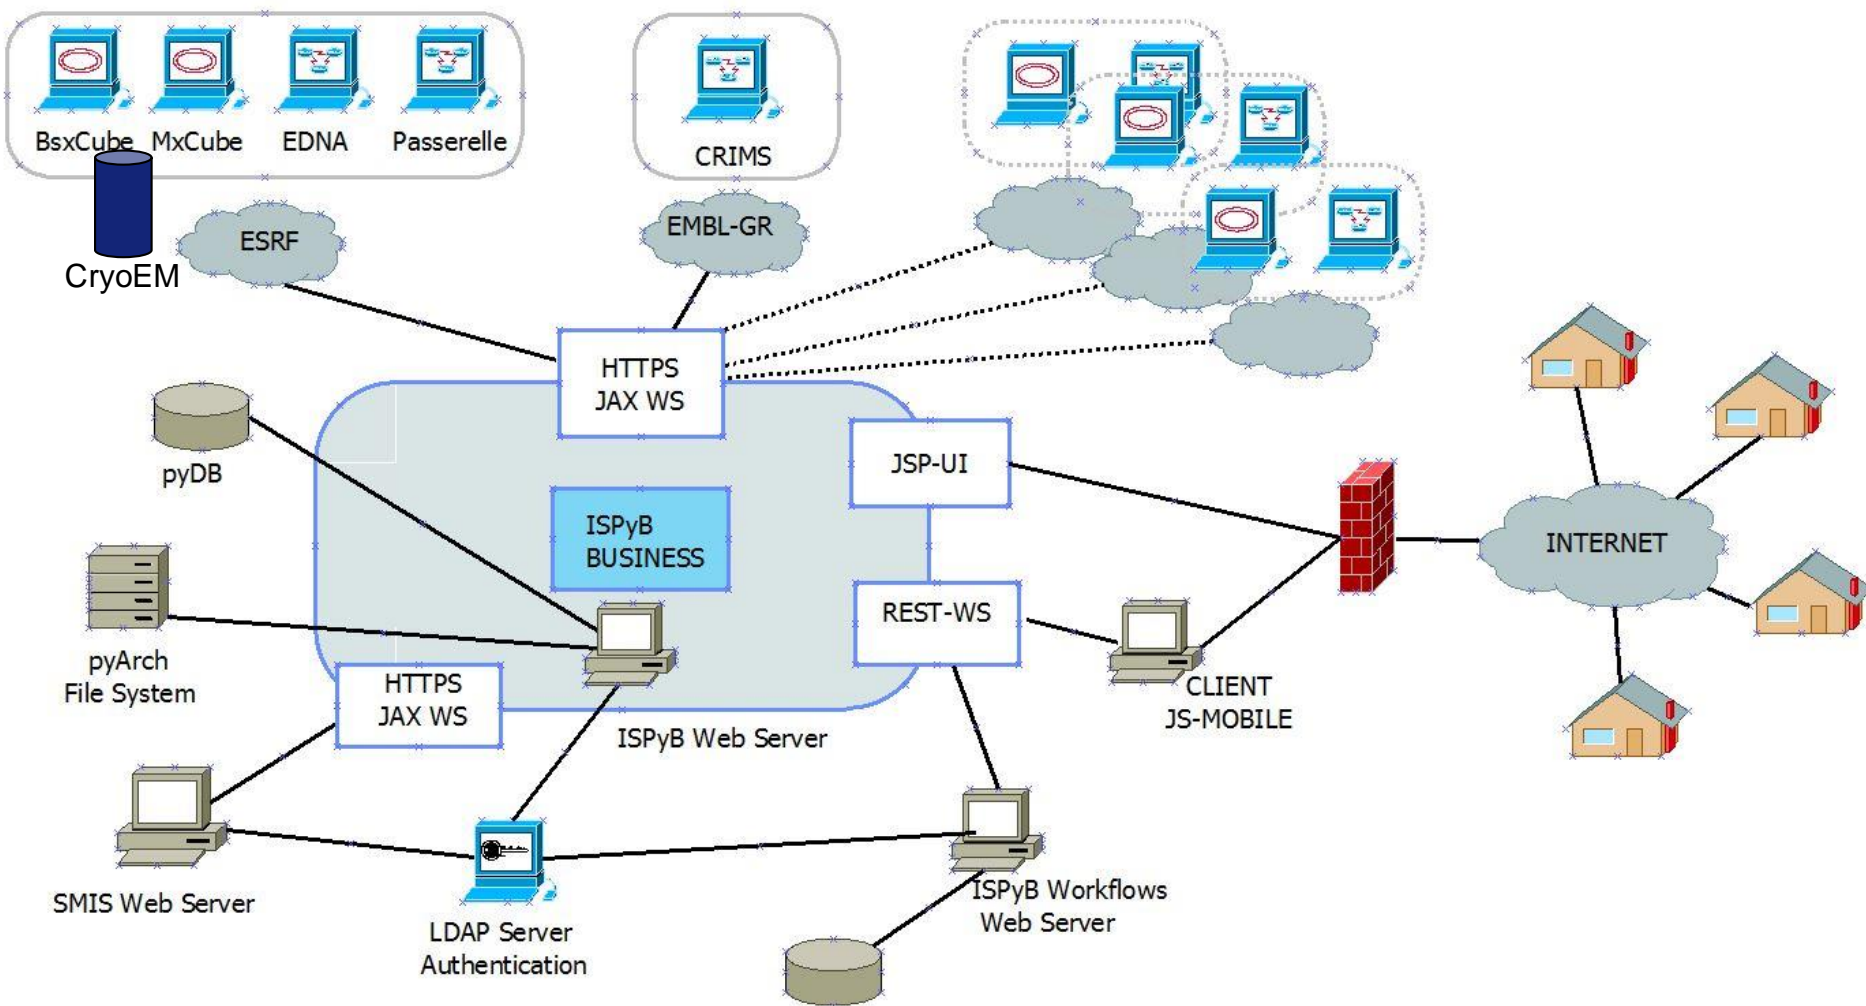 BsxCube
MxCube
EDNA
Passerelle
CRIMS
CryoEM
ESRF
EMBL-GR
HTTPS
JAX WS
pyDB
JSP-UI
ISPyB
BUSINESS
INTERNET
REST-WS
pyArch
File System
HTTPS
JAX WS
CLIENT
JS-MOBILE
ISPyB Web Server
SMIS Web Server
LDAP Server
Authentication
ISPyB Workflows
Web Server